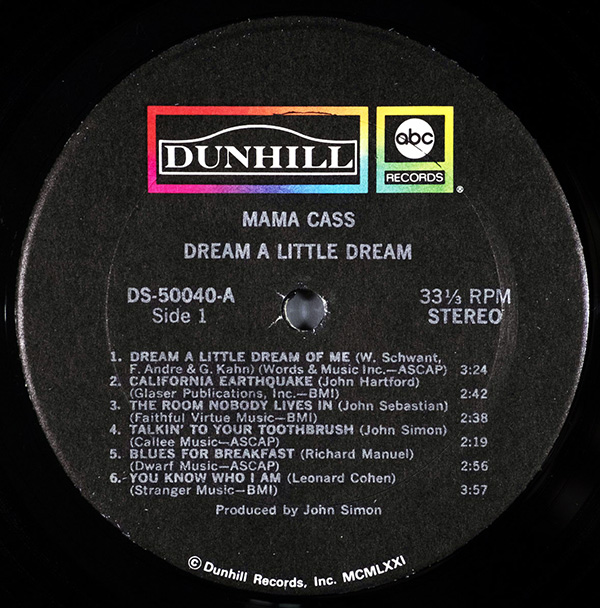 DUNHILL
abc
RECORDS
®
MAMA CASS
DREAM A LITTLE DREAM
DS-50040-A
Side 1
33⅓ RPM
STEREO
1. DREAM A LITTLE DREAM OF ME (W. Schwant,
F. Andre & G. Kahn) (Words & Music Inc.—ASCAP) 3:24
2. CALIFORNIA EARTHQUAKE (John Hartford)
(Glaser Publications, Inc.—BMI) 2:42
3. THE ROOM NOBODY LIVES IN (John Sebastian)
(Faithful Virtue Music—BMI) 2:38
4. TALKIN' TO YOUR TOOTHBRUSH (John Simon)
(Callee Music—ASCAP) 2:19
5. BLUES FOR BREAKFAST (Richard Manuel)
(Dwarf Music—ASCAP) 2:56
6. YOU KNOW WHO I AM (Leonard Cohen)
(Stranger Music—BMI) 3:57
Produced by John Simon
© Dunhill Records, Inc. MCMLXXI